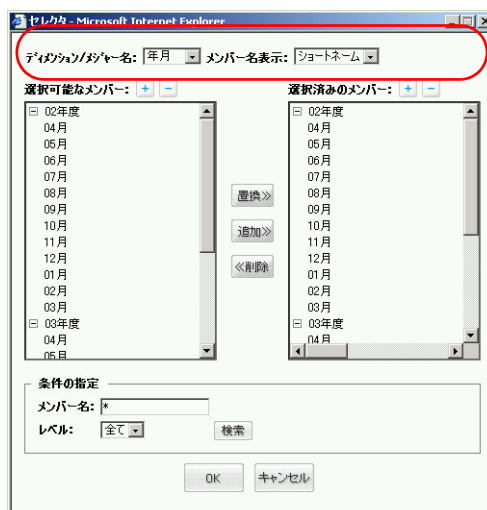 セレクタ - Microsoft Internet Explorer
ディメンション/メジャー名: 年月 メンバー名表示: ショートネーム
選択可能なメンバー: + −
選択済みのメンバー: + −
02年度
04月
05月
06月
07月
08月
09月
10月
11月
12月
01月
02月
03月
03年度
04月
05月
置換≫
追加≫
≪削除
02年度
04月
05月
06月
07月
08月
09月
10月
11月
12月
01月
02月
03月
03年度
04月
条件の指定
メンバー名: *
レベル: 全て 検索
OK キャンセル